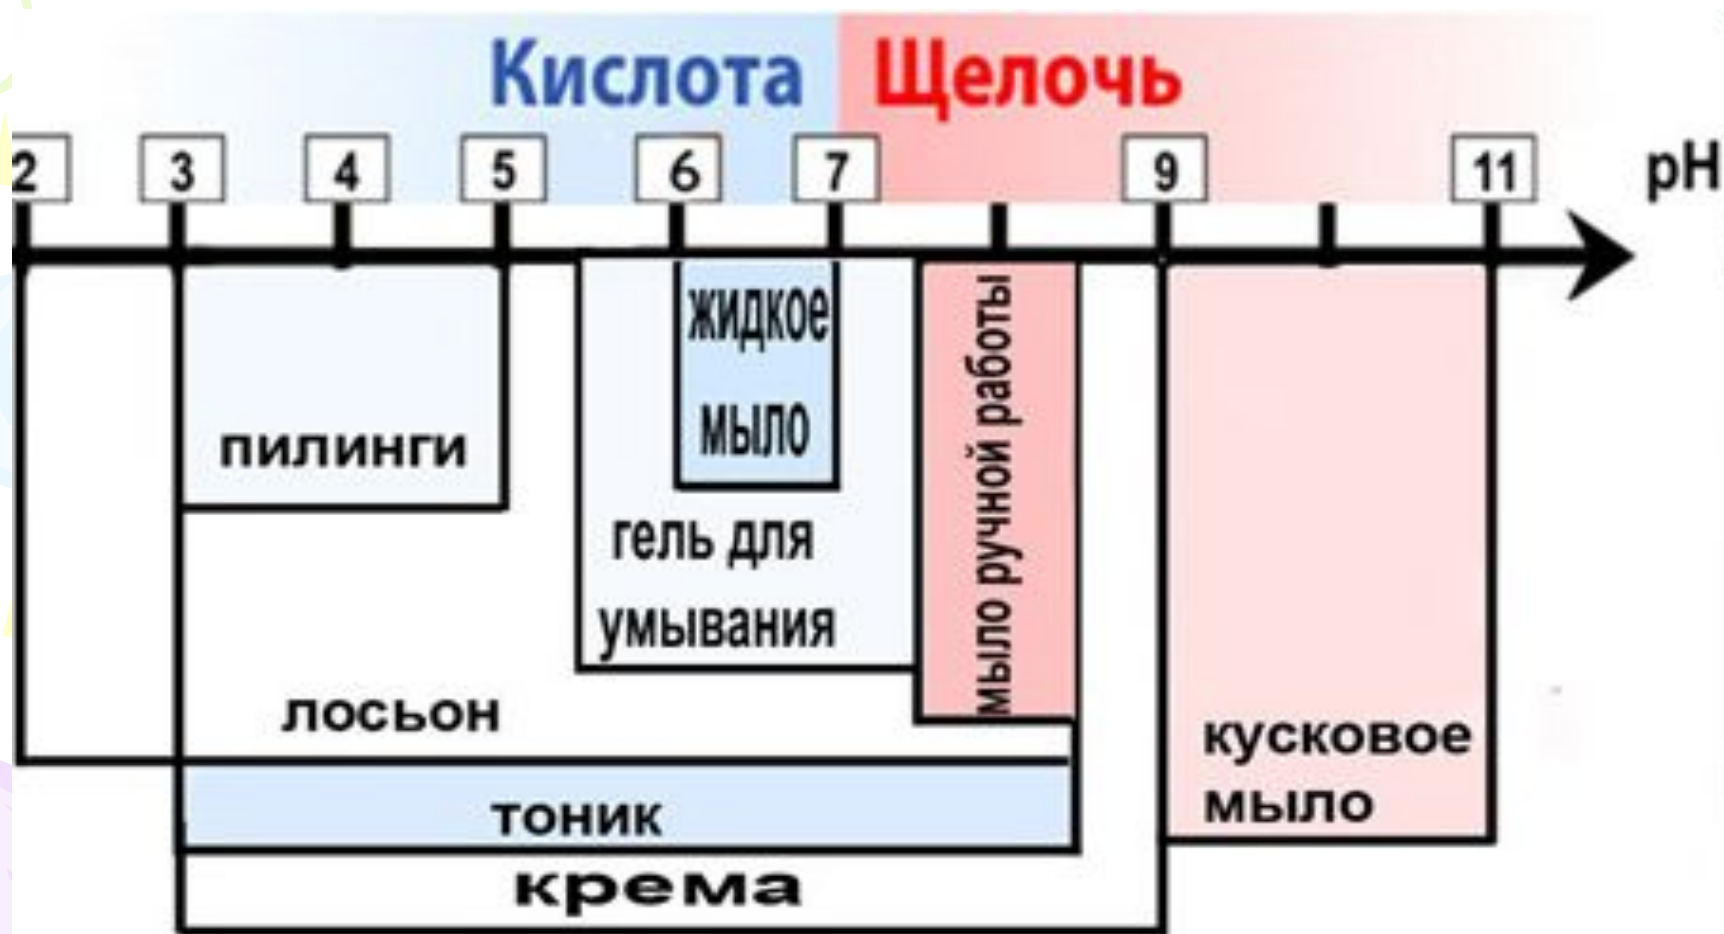 Кислота Щелочь
2 3 4 5 6 7 9 11 pH
жидкое
мыло
мыло ручной работы
пилинги
гель для
умывания
лосьон
кусковое
мыло
тоник
крема